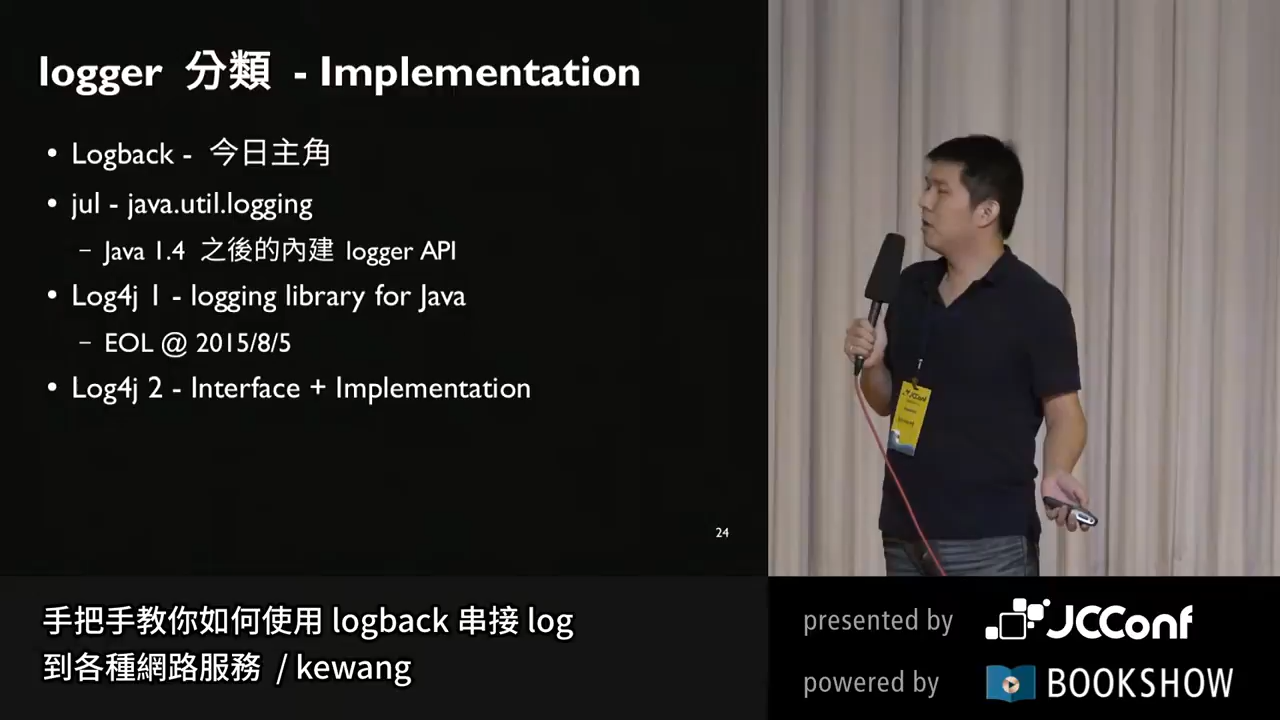 logger 分類 - Implementation
• Logback - 今日主角
• jul - java.util.logging
– Java 1.4 之後的內建 logger API
• Log4j 1 - logging library for Java
– EOL @ 2015/8/5
• Log4j 2 - Interface + Implementation
24
手把手教你如何使用 logback 串接 log
到各種網路服務 / kewang
JCConf
presented by JCConf
powered by BOOKSHOW